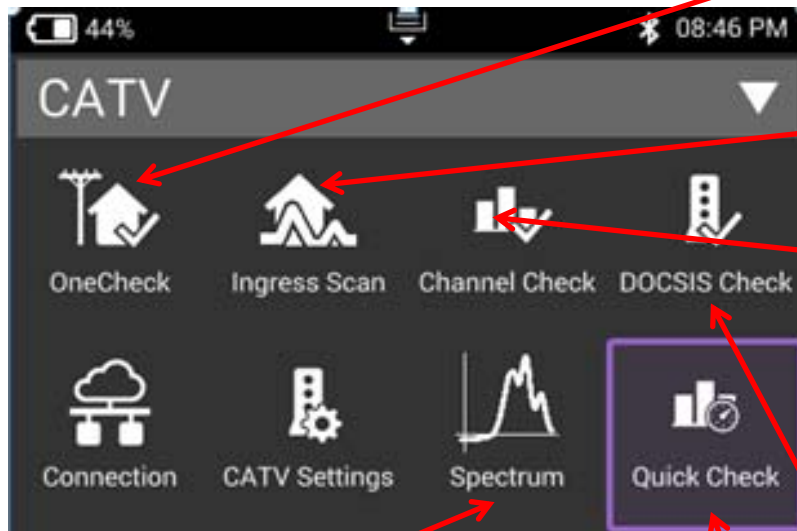 44% 08:46 PM
CATV
OneCheck Ingress Scan Channel Check DOCSIS Check
Connection CATV Settings Spectrum Quick Check